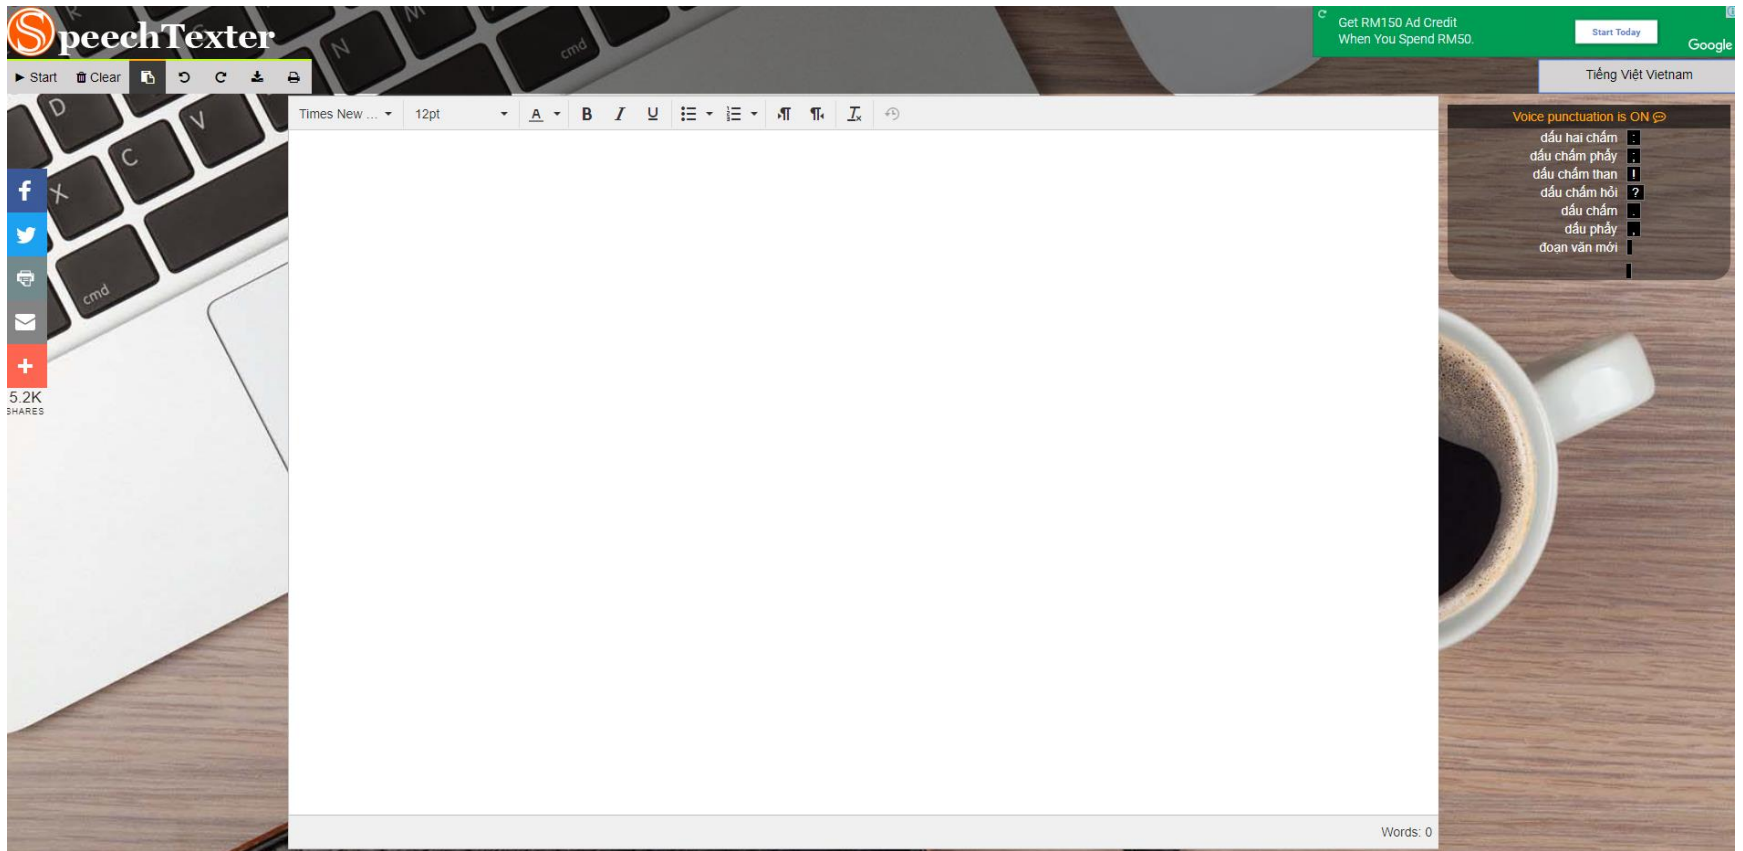 SpeechTexter
Get RM150 Ad Credit
When You Spend RM50.
Start Today
Google
Start Clear
Tiếng Việt Vietnam
Times New ... 12pt A B I U
Voice punctuation is ON
dấu hai chấm :
dấu chấm phẩy ;
dấu chấm than !
dấu chấm hỏi ?
dấu chấm .
dấu phẩy ,
đoạn văn mới
N
M
cmd
D
V
C
X
cmd
f
5.2K
SHARES
Words: 0